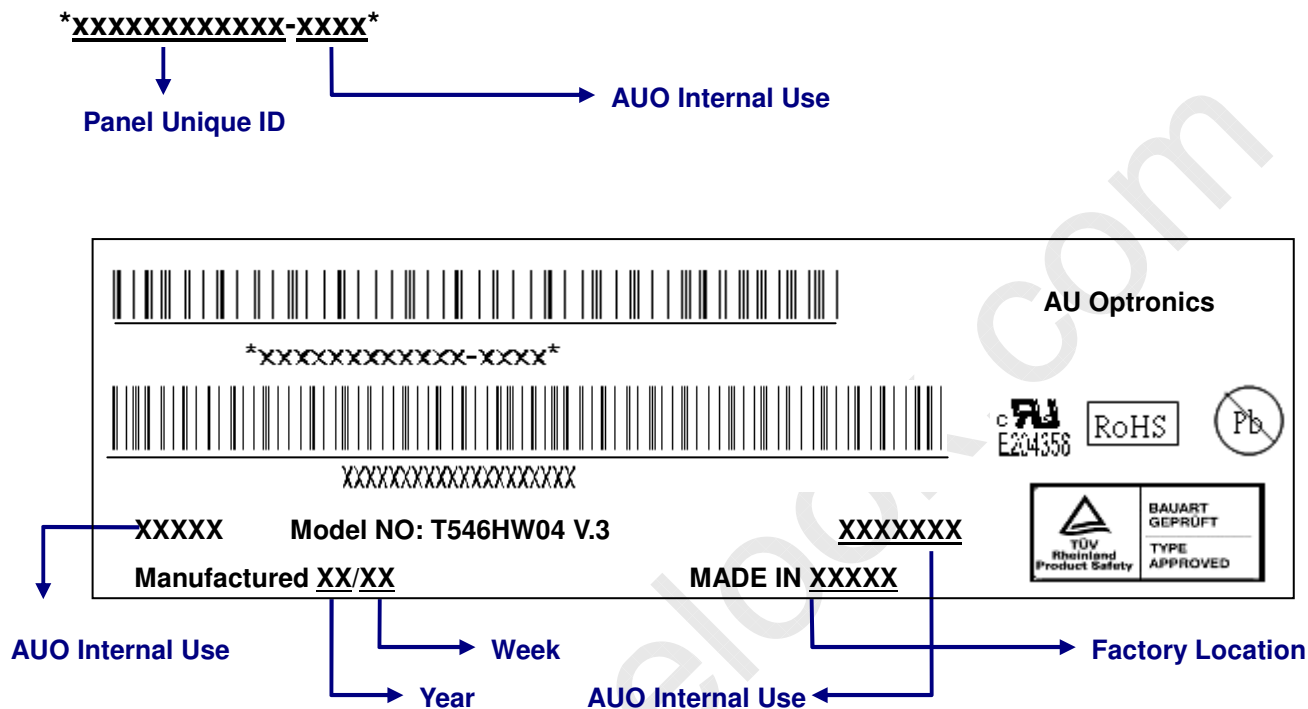 *xxxxxxxxxxxx-xxxx*
AUO Internal Use
Panel Unique ID
AU Optronics
*xxxxxxxxxxxx-xxxx*
c
E204356
RoHS
Pb
XXXXXXXXXXXXXXXXXXXX
BAUART
GEPRÜFT
TÜV
Rheinland
Product Safety
TYPE
APPROVED
XXXXX Model NO: T546HW04 V.3 XXXXXXX
Manufactured XX/XX MADE IN XXXXX
AUO Internal Use
Week
Factory Location
Year
AUO Internal Use